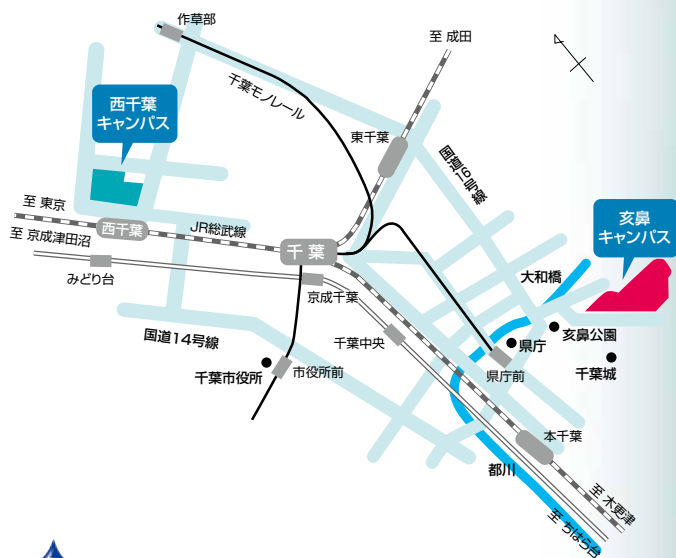 作草部
至 成田
千葉モノレール
西千葉
キャンパス
東千葉
国道16号線
至 東京
西千葉
JR総武線
千葉
亥鼻
キャンパス
至 京成津田沼
みどり台
京成千葉
大和橋
国道14号線
千葉中央
県庁
亥鼻公園
千葉市役所
市役所前
県庁前
千葉城
本千葉
都川
至 木更津
至 ちはら台